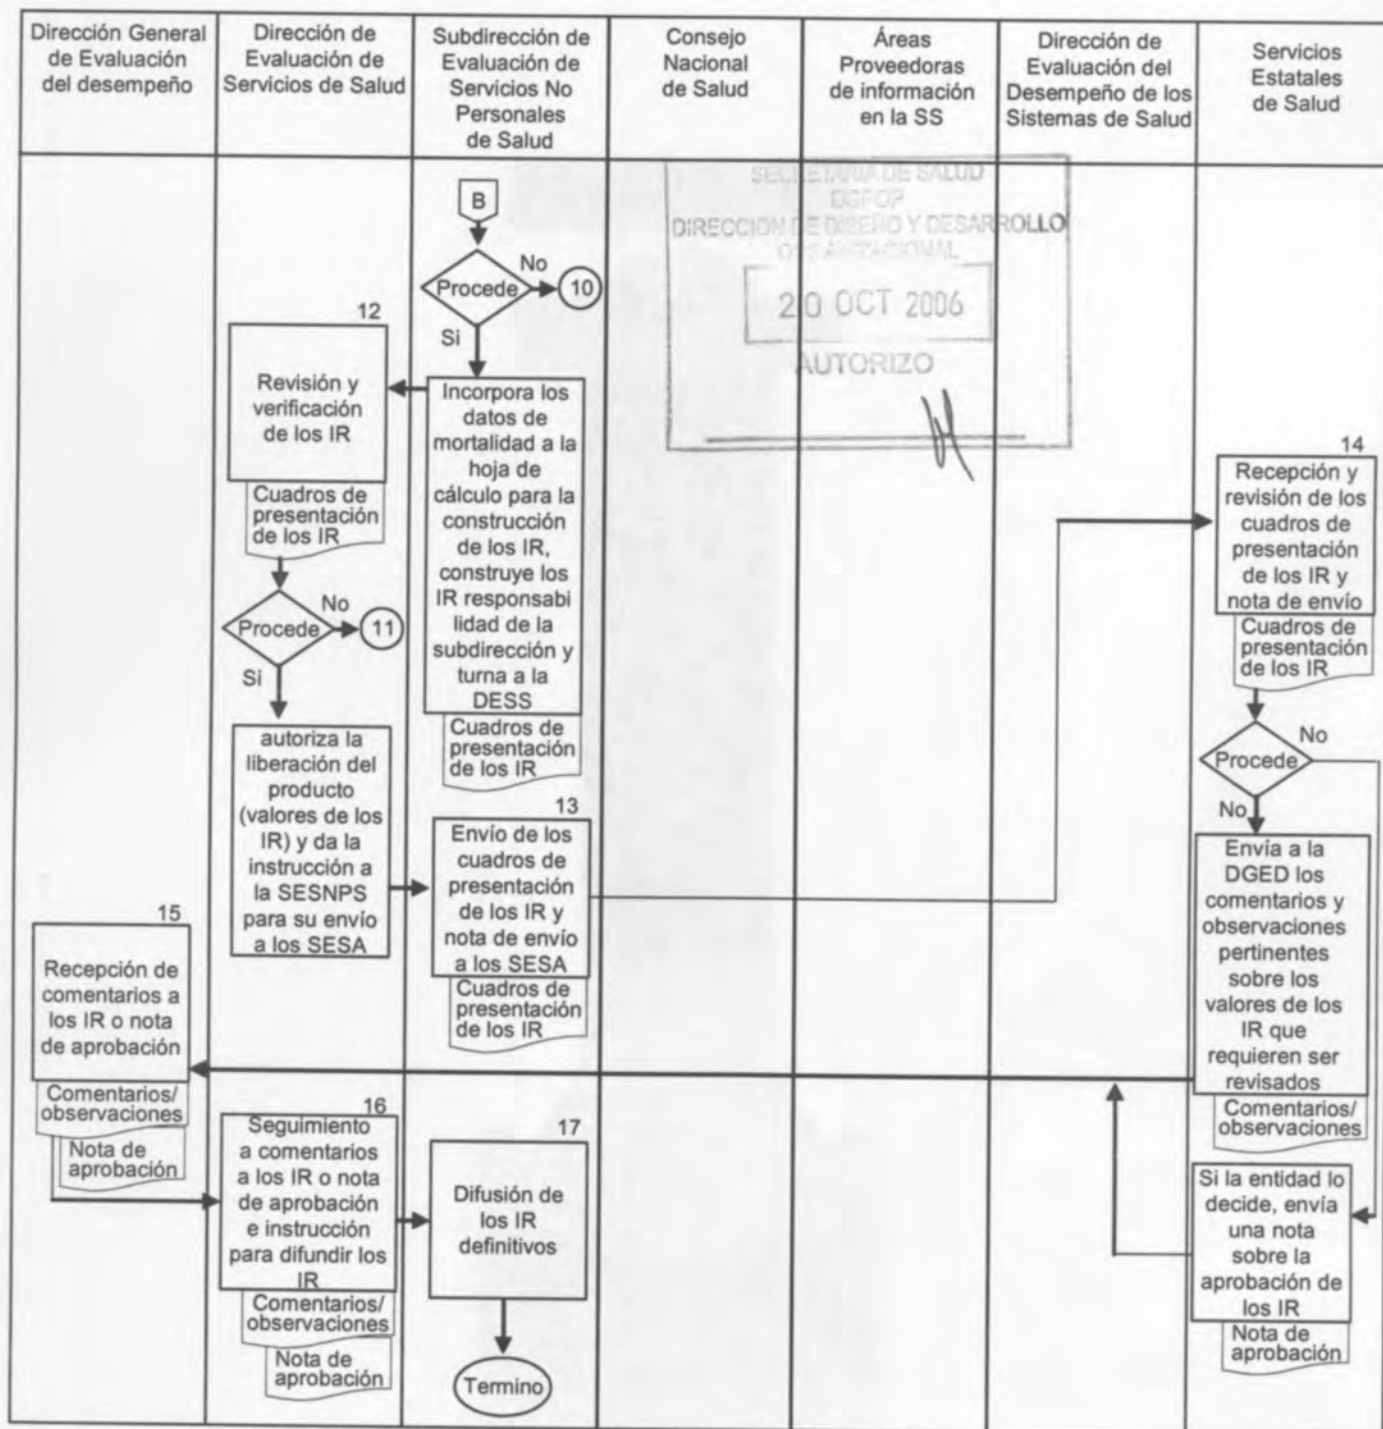 Dirección General
de Evaluación
del desempeño
Dirección de
Evaluación de
Servicios de Salud
Subdirección de
Evaluación de
Servicios No
Personales
de Salud
Consejo
Nacional
de Salud
Áreas
Proveedoras
de información
en la SS
Dirección de
Evaluación del
Desempeño de los
Sistemas de Salud
Servicios
Estatales
de Salud
SECRETARIA DE SALUD
DGPOP
DIRECCION DE DISEÑO Y DESARROLLO
ORGANIZACIONAL
20 OCT 2006
AUTORIZO
B
Procede
No
10
Si
Incorpora los
datos de
mortalidad a la
hoja de
cálculo para la
construcción
de los IR,
construye los
IR responsabi
lidad de la
subdirección y
turna a la
DESS
Cuadros de
presentación
de los IR
12
Revisión y
verificación
de los IR
Cuadros de
presentación
de los IR
Procede
No
11
Si
autoriza la
liberación del
producto
(valores de los
IR) y da la
instrucción a
la SESNPS
para su envío
a los SESA
13
Envío de los
cuadros de
presentación
de los IR y
nota de envío
a los SESA
Cuadros de
presentación
de los IR
14
Recepción y
revisión de los
cuadros de
presentación
de los IR y
nota de envío
Cuadros de
presentación
de los IR
Procede
No
No
Envía a la
DGED los
comentarios y
observaciones
pertinentes
sobre los
valores de los
IR que
requieren ser
revisados
Comentarios/
observaciones
Si la entidad lo
decide, envía
una nota
sobre la
aprobación de
los IR
Nota de
aprobación
15
Recepción de
comentarios a
los IR o nota
de aprobación
Comentarios/
observaciones
Nota de
aprobación
16
Seguimiento
a comentarios
a los IR o nota
de aprobación
e instrucción
para difundir los
IR
Comentarios/
observaciones
Nota de
aprobación
17
Difusión de
los IR
definitivos
Termino